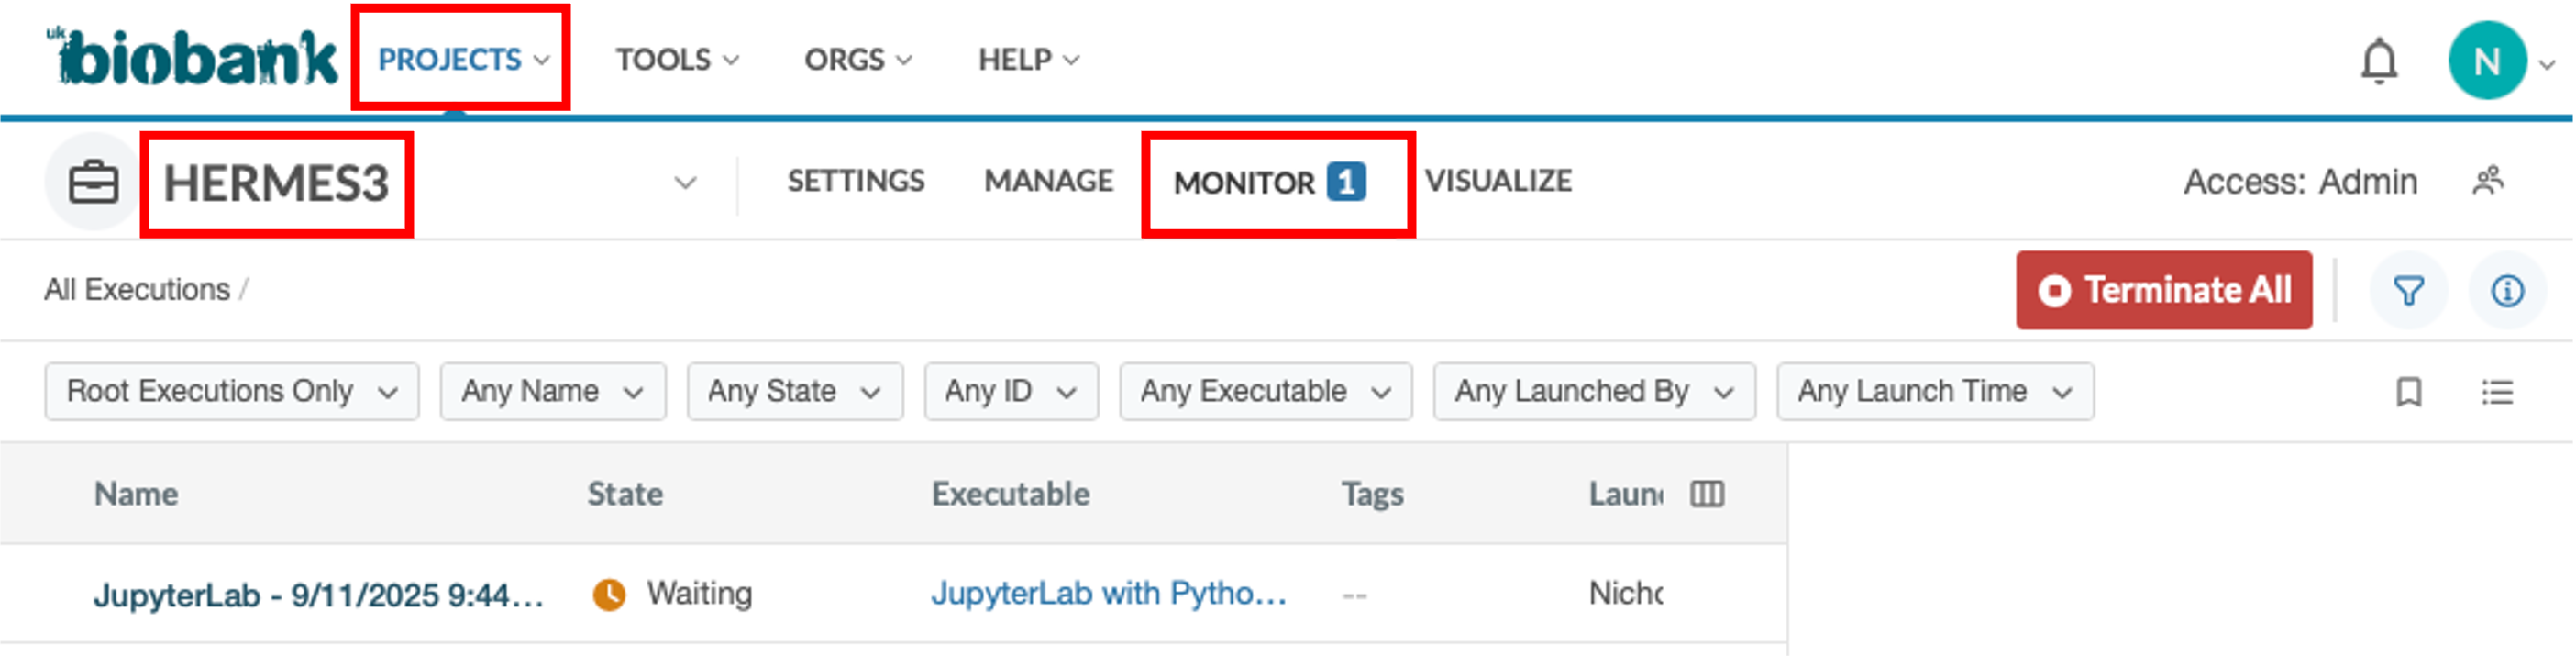 uk biobank PROJECTS TOOLS ORGS HELP N
HERMES3 SETTINGS MANAGE MONITOR 1 VISUALIZE Access: Admin
All Executions / Terminate All
Root Executions Only Any Name Any State Any ID Any Executable Any Launched By Any Launch Time
Name State Executable Tags Laun
JupyterLab - 9/11/2025 9:44... Waiting JupyterLab with Pytho... -- Nich